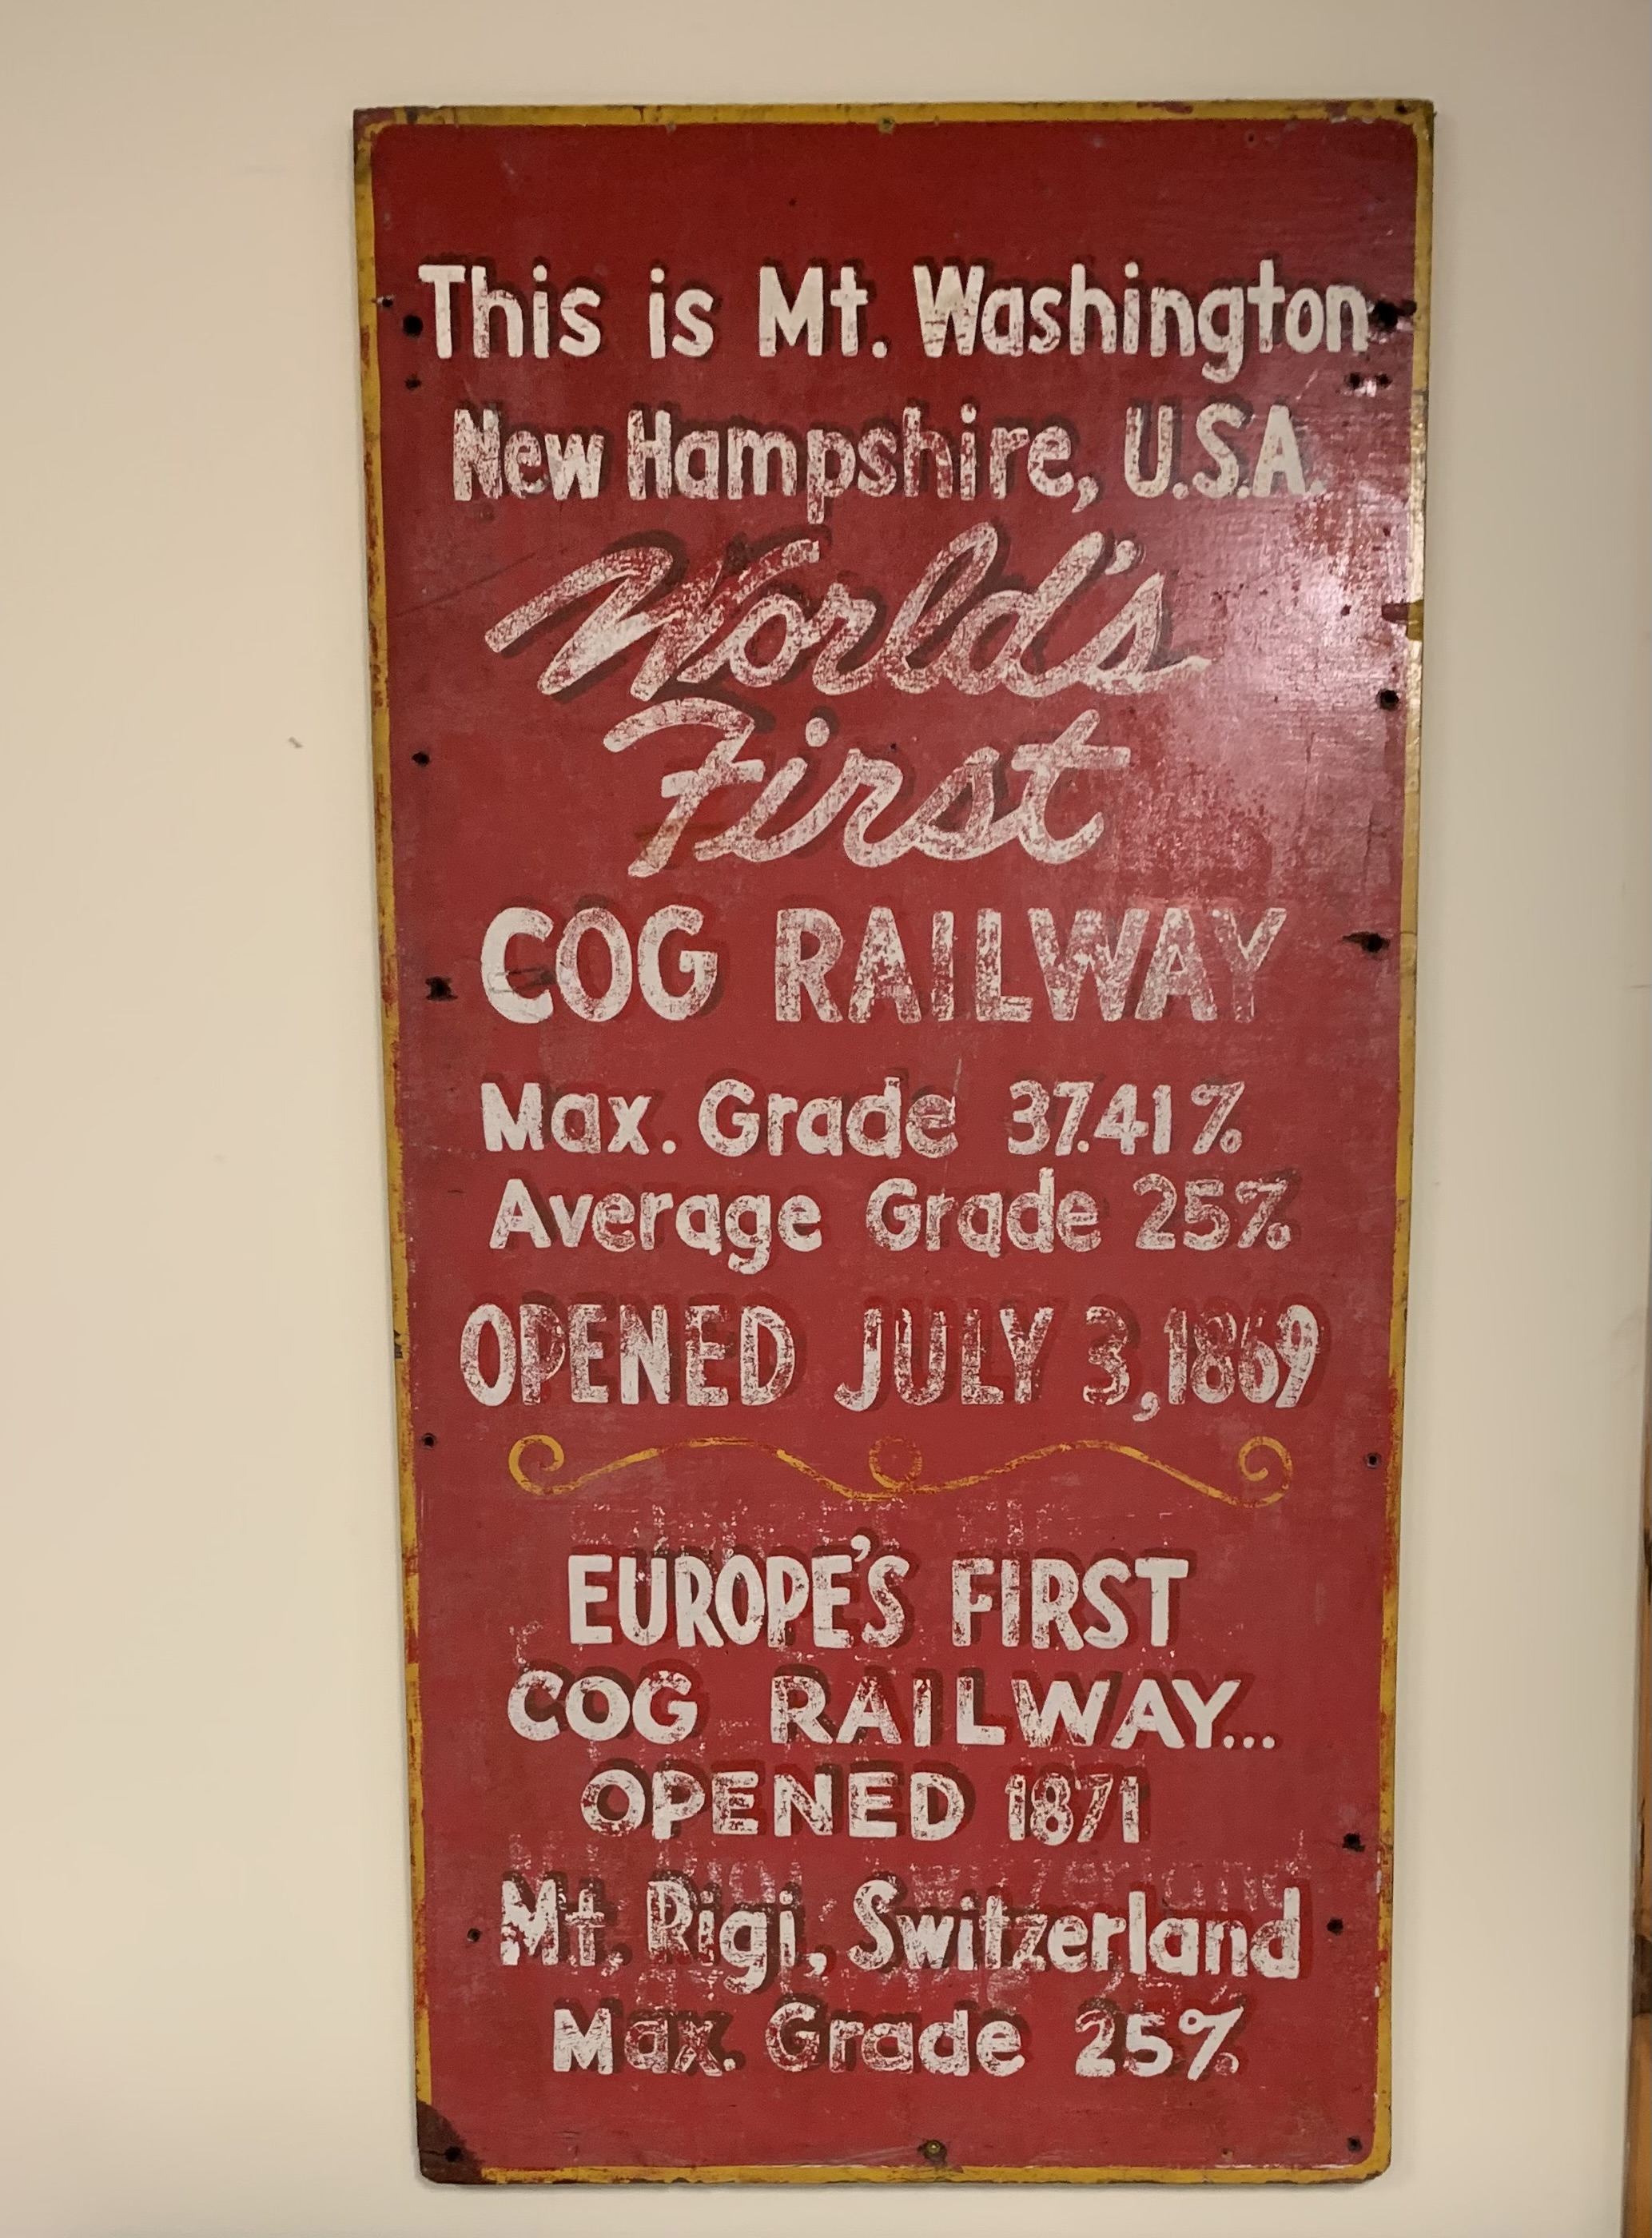 This is Mt. Washington
New Hampshire, U.S.A.
World's
First
COG RAILWAY
Max. Grade 37.41%
Average Grade 25%
OPENED JULY 3, 1869
EUROPE'S FIRST
COG RAILWAY...
OPENED 1871
Mt. Rigi, Switzerland
Max. Grade 25%